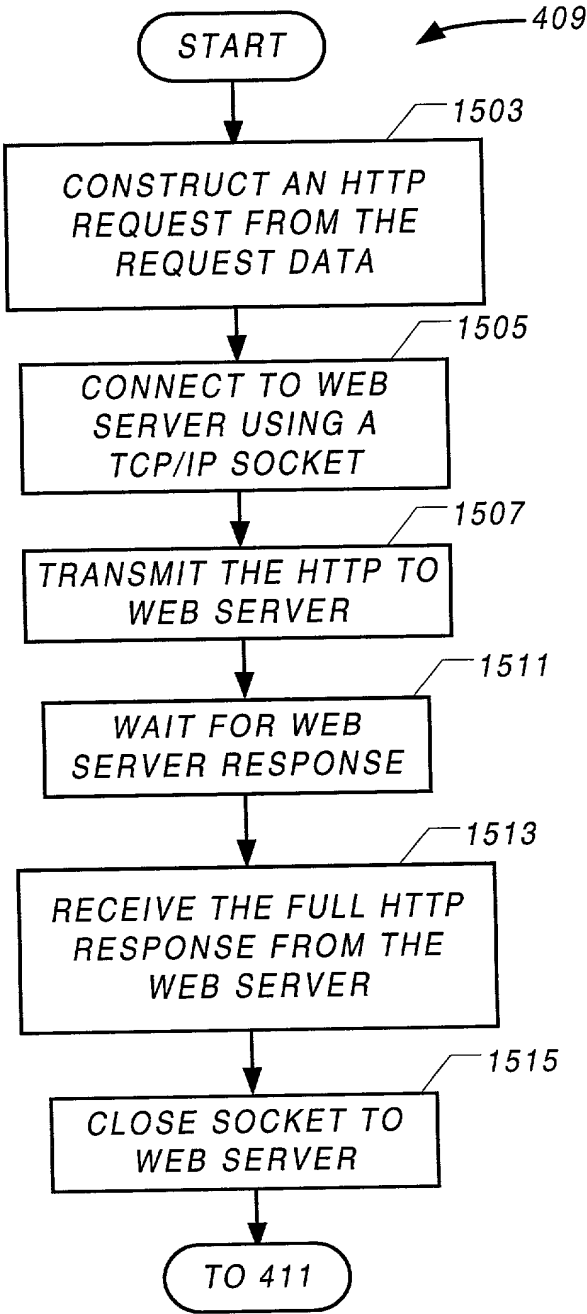 START
409
1503
CONSTRUCT AN HTTP
REQUEST FROM THE
REQUEST DATA
1505
CONNECT TO WEB
SERVER USING A
TCP/IP SOCKET
1507
TRANSMIT THE HTTP TO
WEB SERVER
1511
WAIT FOR WEB
SERVER RESPONSE
1513
RECEIVE THE FULL HTTP
RESPONSE FROM THE
WEB SERVER
1515
CLOSE SOCKET TO
WEB SERVER
TO 411